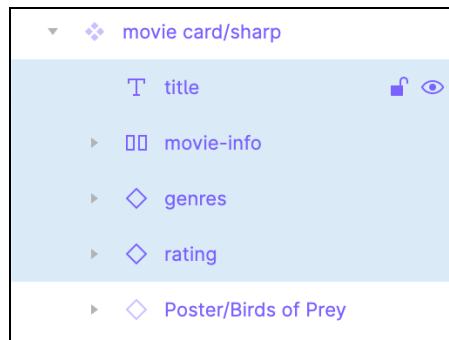 movie card/sharp
title
movie-info
genres
rating
Poster/Birds of Prey